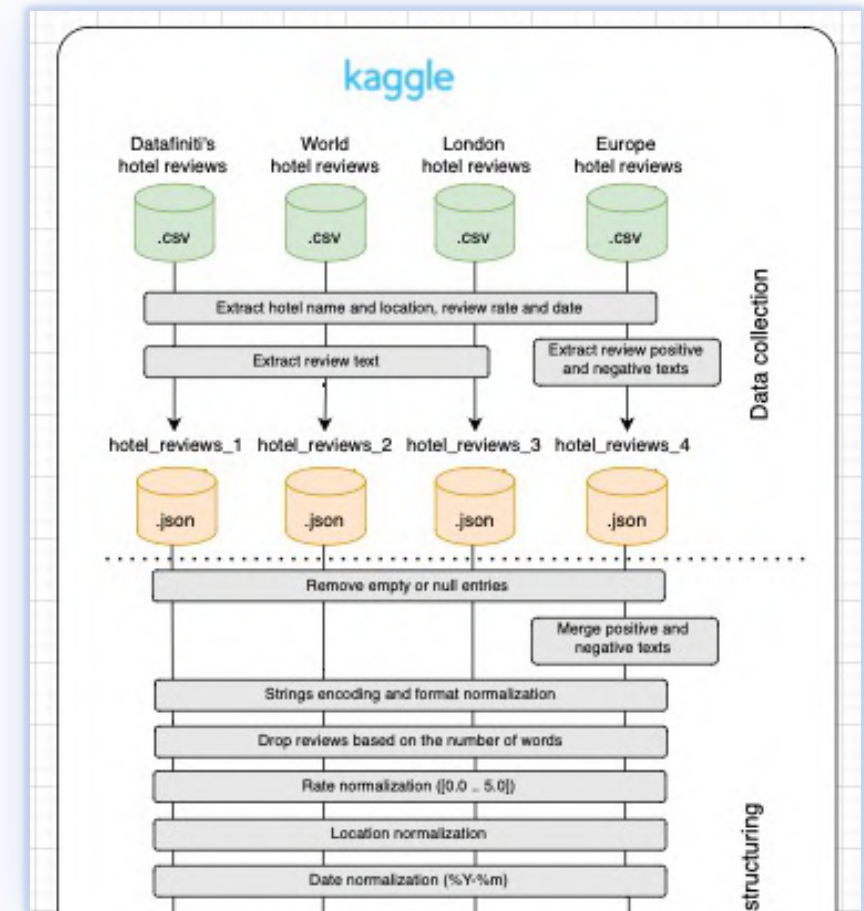 kaggle
Datafiniti's
hotel reviews
World
hotel reviews
London
hotel reviews
Europe
hotel reviews
.csv
.csv
.csv
.csv
Extract hotel name and location, review rate and date
Extract review text
Extract review positive
and negative texts
Data collection
hotel_reviews_1
hotel_reviews_2
hotel_reviews_3
hotel_reviews_4
.json
.json
.json
.json
Remove empty or null entries
Merge positive and
negative texts
Strings encoding and format normalization
Drop reviews based on the number of words
Rate normalization ([0.0 .. 5.0])
Location normalization
Date normalization (%Y-%m)
structuring